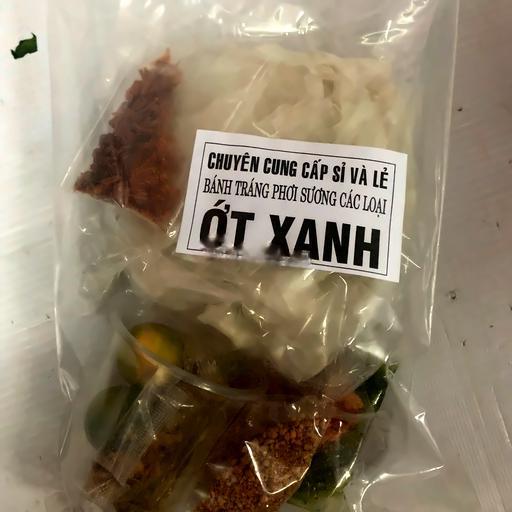 CHUYÊN CUNG CẤP SỈ VÀ LẺ
BÁNH TRÁNG PHƠI SƯƠNG CÁC LOẠI
ỚT XANH